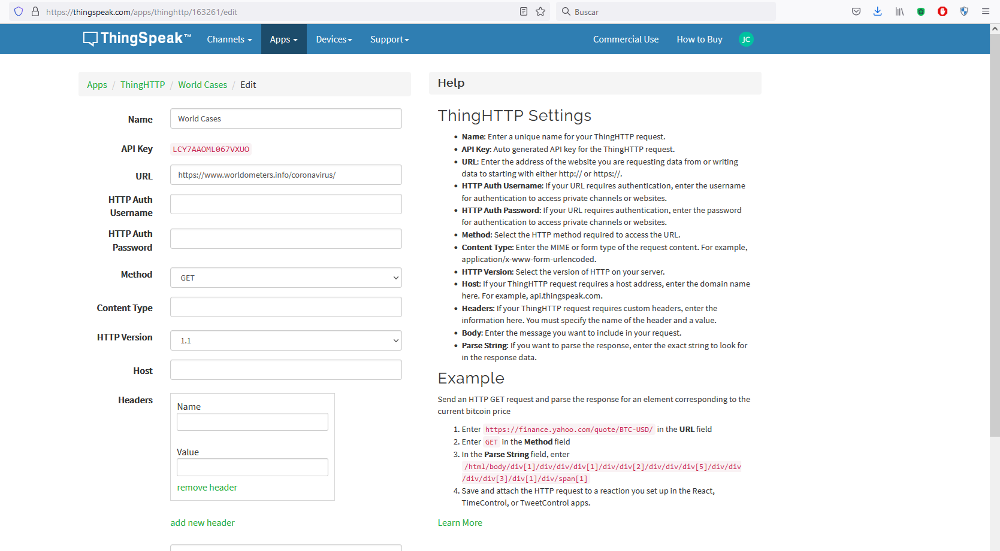 https://thingspeak.com/apps/thinghttp/163261/edit
Buscar
ThingSpeak™
Channels
Apps
Devices
Support
Commercial Use
How to Buy
JC
Apps / ThingHTTP / World Cases / Edit
Name
World Cases
API Key
LCY7AAOML067VXUO
URL
https://www.worldometers.info/coronavirus/
HTTP Auth
Username
HTTP Auth
Password
Method
GET
Content Type
HTTP Version
1.1
Host
Headers
Name
Value
remove header
add new header
Help
ThingHTTP Settings
• Name: Enter a unique name for your ThingHTTP request.
• API Key: Auto generated API key for the ThingHTTP request.
• URL: Enter the address of the website you are requesting data from or writing
data to starting with either http:// or https://.
• HTTP Auth Username: If your URL requires authentication, enter the username
for authentication to access private channels or websites.
• HTTP Auth Password: If your URL requires authentication, enter the password
for authentication to access private channels or websites.
• Method: Select the HTTP method required to access the URL.
• Content Type: Enter the MIME or form type of the request content. For example,
application/x-www-form-urlencoded.
• HTTP Version: Select the version of HTTP on your server.
• Host: If your ThingHTTP request requires a host address, enter the domain name
here. For example, api.thingspeak.com.
• Headers: If your ThingHTTP request requires custom headers, enter the
information here. You must specify the name of the header and a value.
• Body: Enter the message you want to include in your request.
• Parse String: If you want to parse the response, enter the exact string to look for
in the response data.
Example
Send an HTTP GET request and parse the response for an element corresponding to the
current bitcoin price
1. Enter https://finance.yahoo.com/quote/BTC-USD/ in the URL field
2. Enter GET in the Method field
3. In the Parse String field, enter
/html/body/div[1]/div/div/div[1]/div/div[2]/div/div/div[5]/div/div
/div/div[3]/div[1]/div/span[1]
4. Save and attach the HTTP request to a reaction you set up in the React,
TimeControl, or TweetControl apps.
Learn More